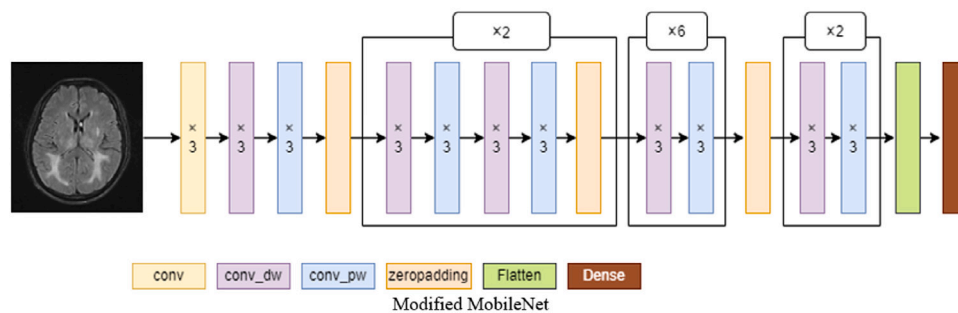 ×2 ×6 ×2
×3 ×3 ×3 ×3 ×3 ×3 ×3 ×3 ×3 ×3 ×3
conv conv_dw conv_pw zeropadding Flatten Dense
Modified MobileNet